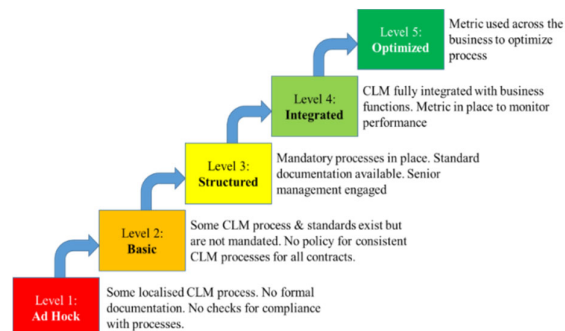 Level 5:
Optimized
Metric used across the
business to optimize
process
Level 4:
Integrated
CLM fully integrated with business
functions. Metric in place to monitor
performance
Level 3:
Structured
Mandatory processes in place. Standard
documentation available. Senior
management engaged
Level 2:
Basic
Some CLM process & standards exist but
are not mandated. No policy for consistent
CLM processes for all contracts.
Level 1:
Ad Hock
Some localised CLM process. No formal
documentation. No checks for compliance
with processes.